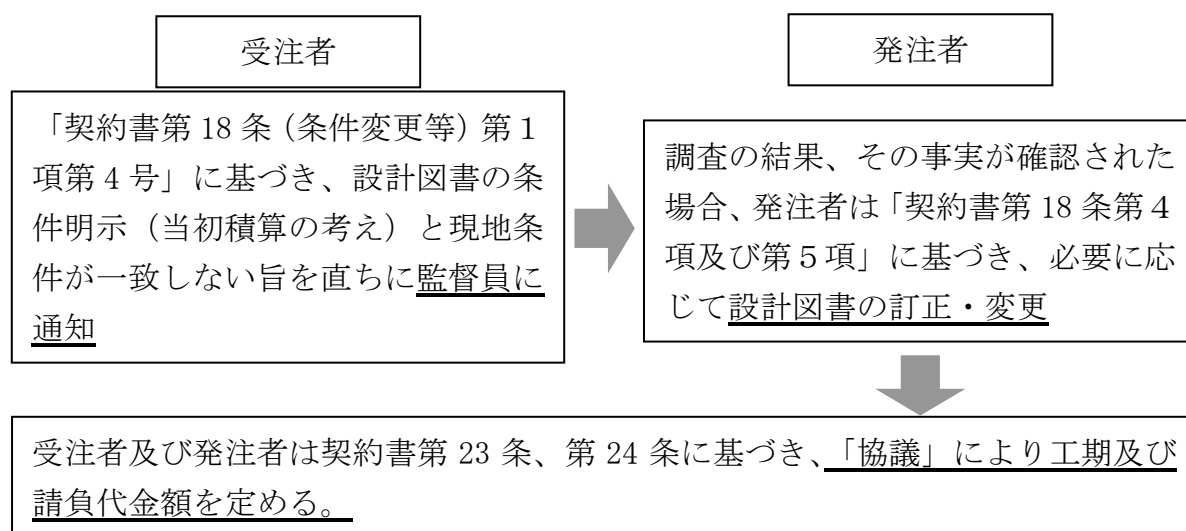 受注者
「契約書第 18 条（条件変更等）第１
項第４号」に基づき、設計図書の条
件明示（当初積算の考え）と現地条
件が一致しない旨を直ちに監督員に
通知
発注者
調査の結果、その事実が確認された
場合、発注者は「契約書第 18 条第４
項及び第５項」に基づき、必要に応
じて設計図書の訂正・変更
受注者及び発注者は契約書第 23 条、第 24 条に基づき、「協議」により工期及び
請負代金額を定める。